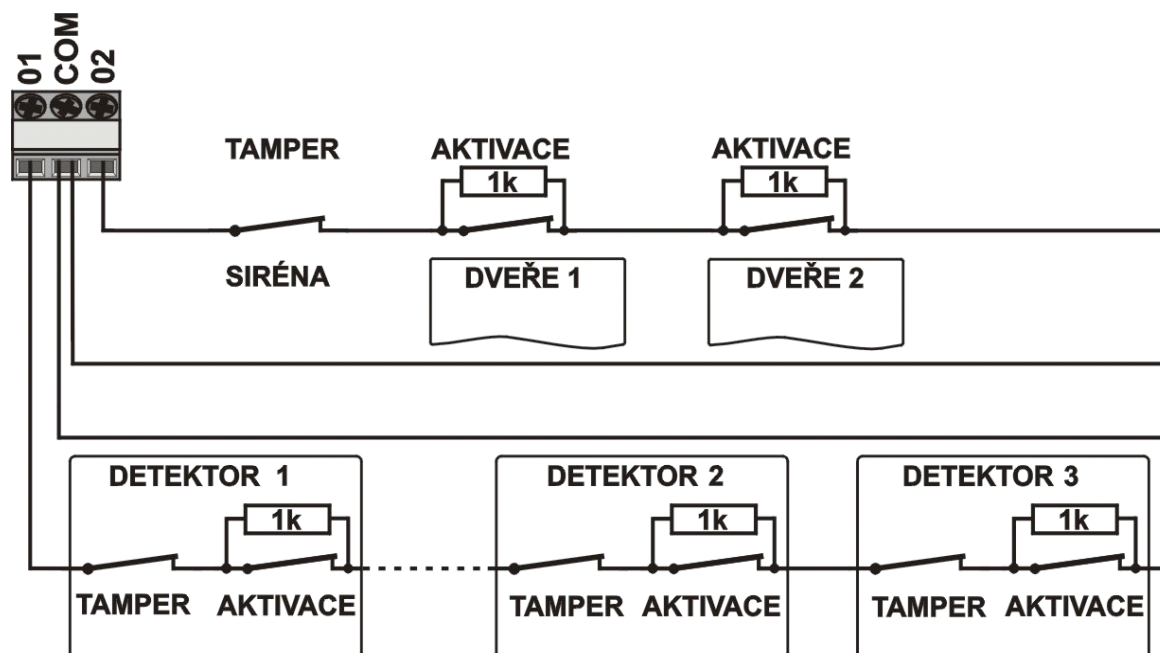 01 COM 02
TAMPER AKTIVACE AKTIVACE
1k 1k
SIRÉNA DVEŘE 1 DVEŘE 2
DETEKTOR 1 DETEKTOR 2 DETEKTOR 3
1k 1k 1k
TAMPER AKTIVACE TAMPER AKTIVACE TAMPER AKTIVACE